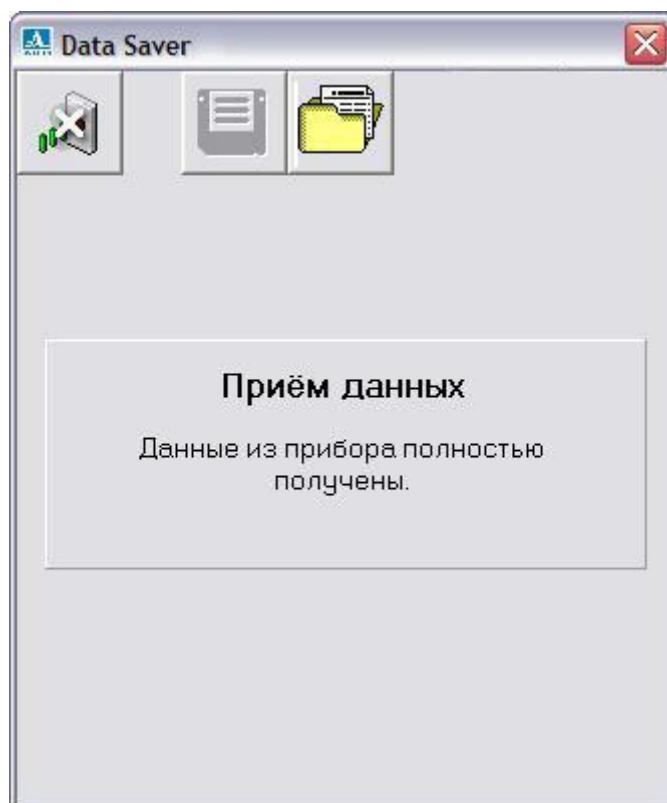 Data Saver
Приём данных
Данные из прибора полностью
получены.